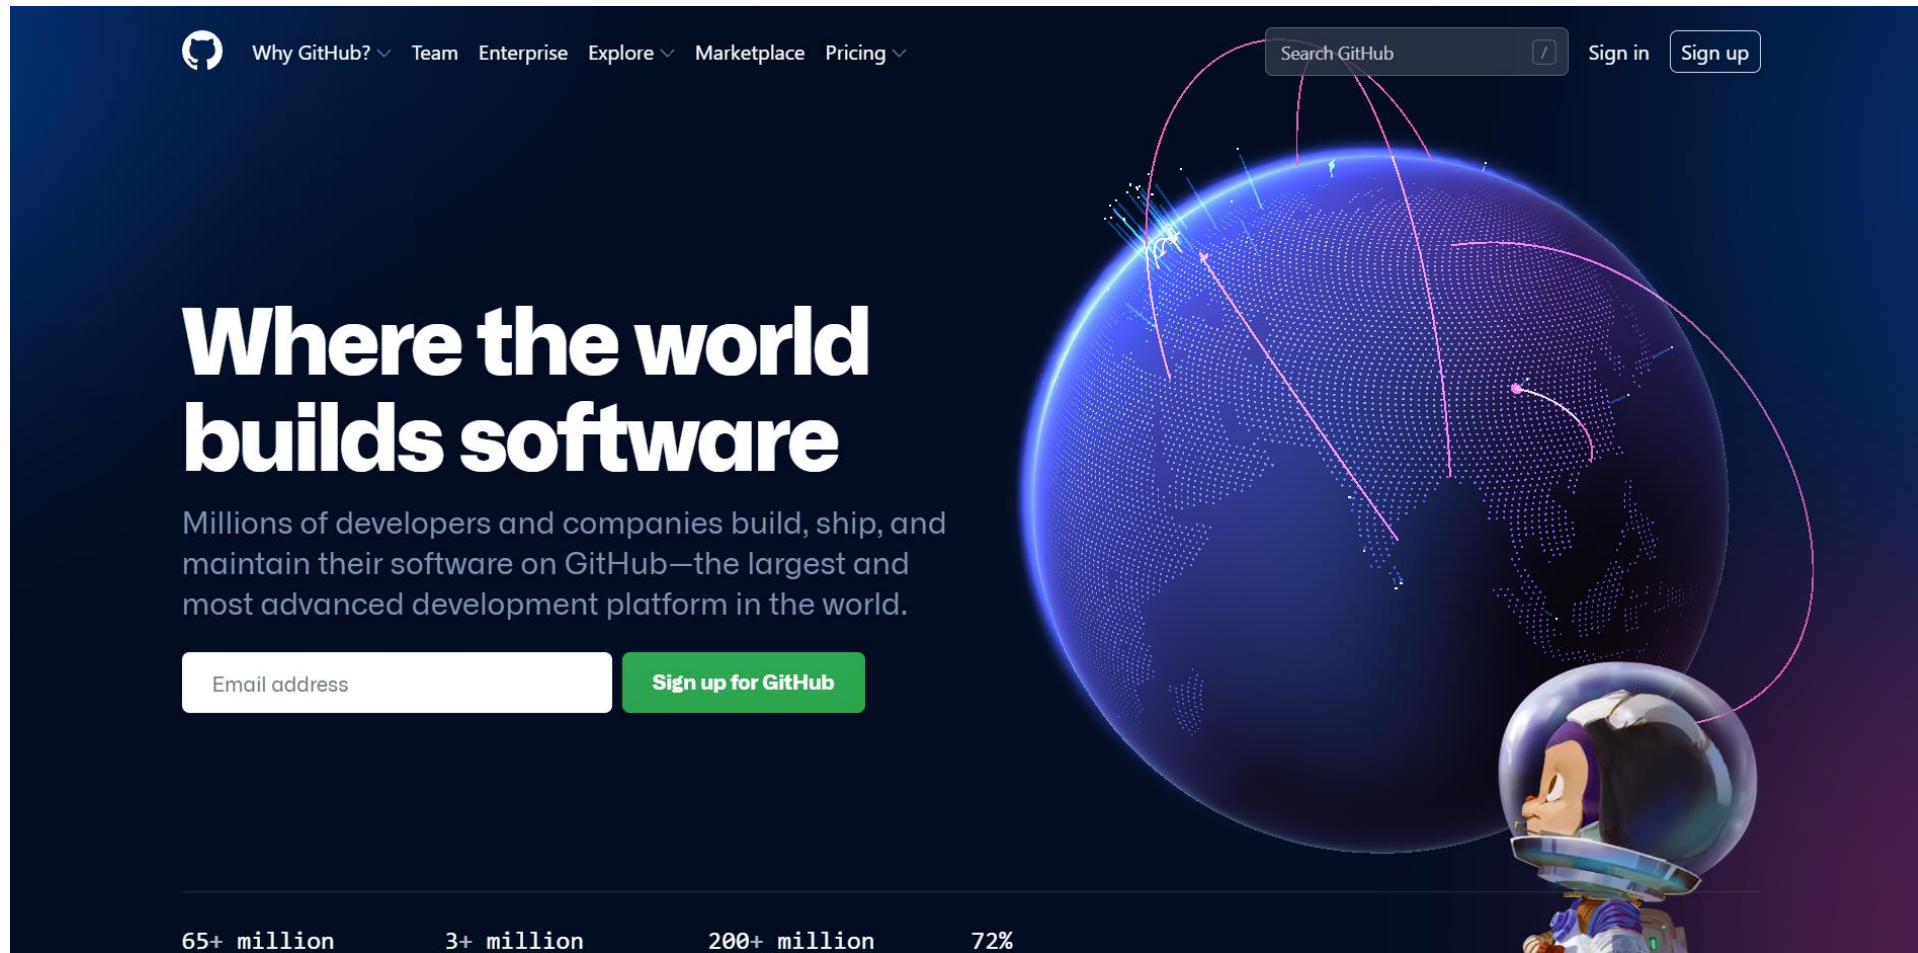 Why GitHub? Team Enterprise Explore Marketplace Pricing Search GitHub / Sign in Sign up
Where the world
builds software
Millions of developers and companies build, ship, and
maintain their software on GitHub—the largest and
most advanced development platform in the world.
Email address Sign up for GitHub
65+ million 3+ million 200+ million 72%